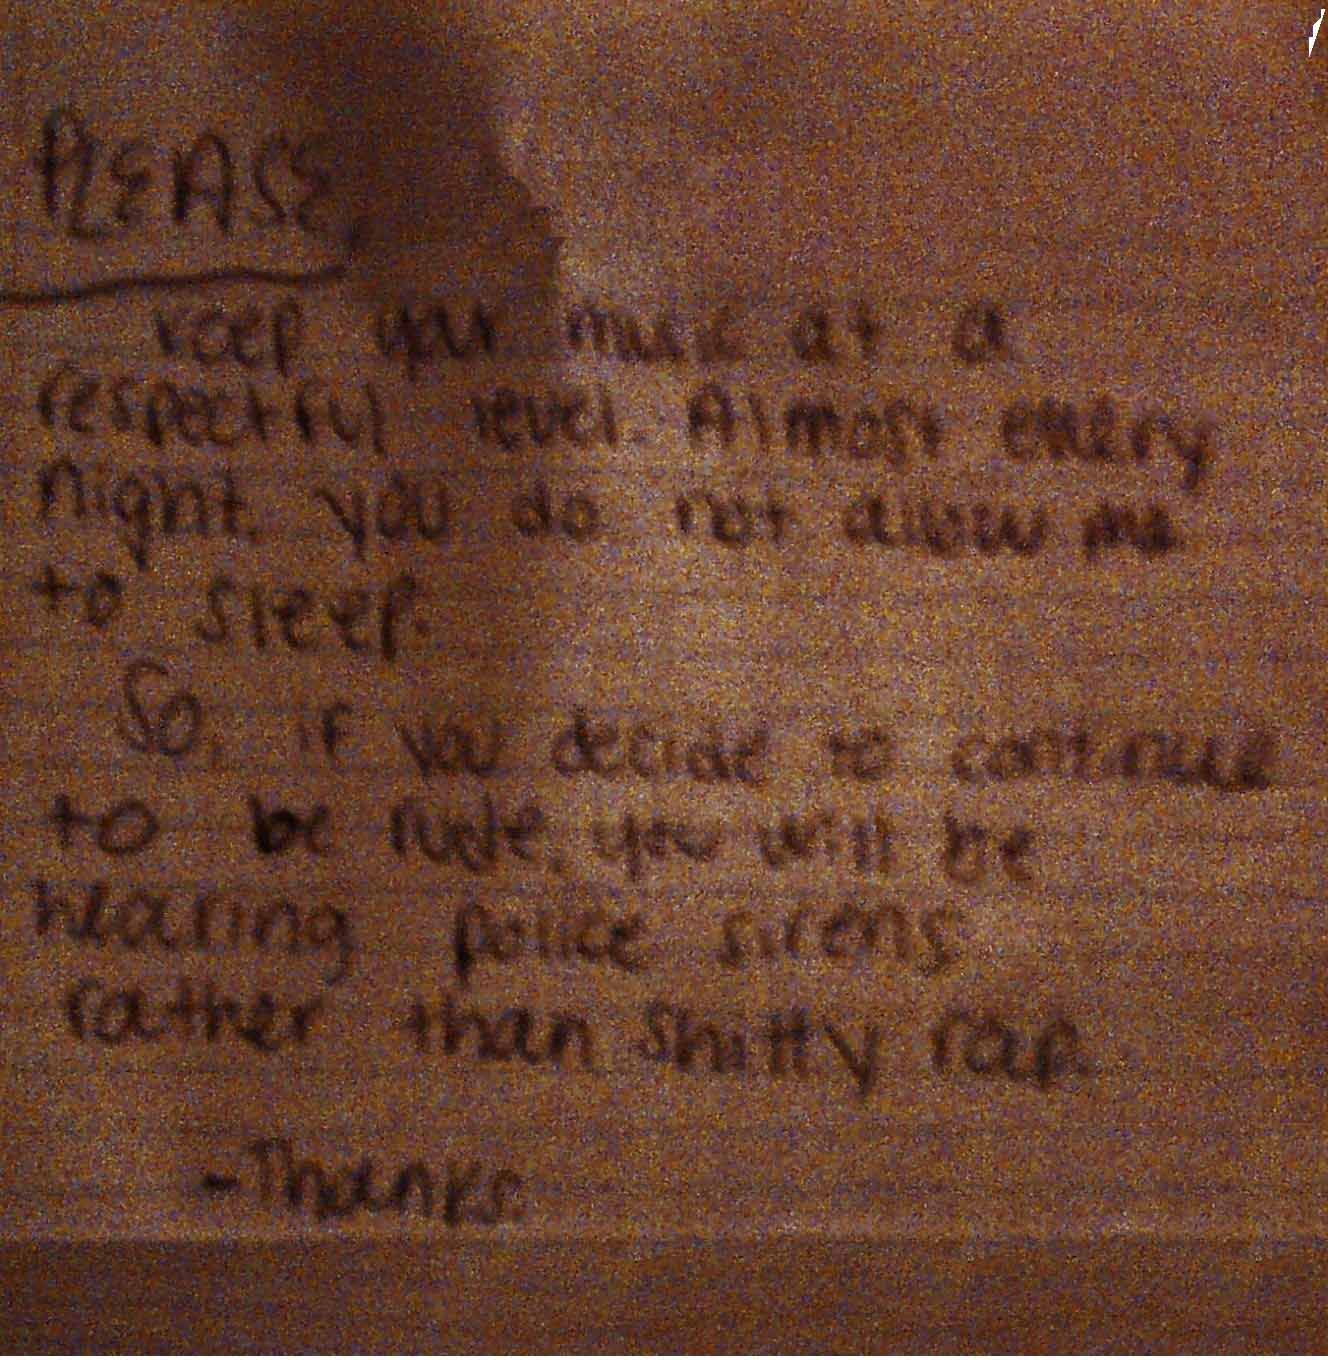 PLEASE,
keep your music at a
respectful level. Almost every
night you do not allow me
to sleep.
So, if you decide to continue
to be rude, you will be
hearing police sirens
rather than shitty rap.
-Thanks.